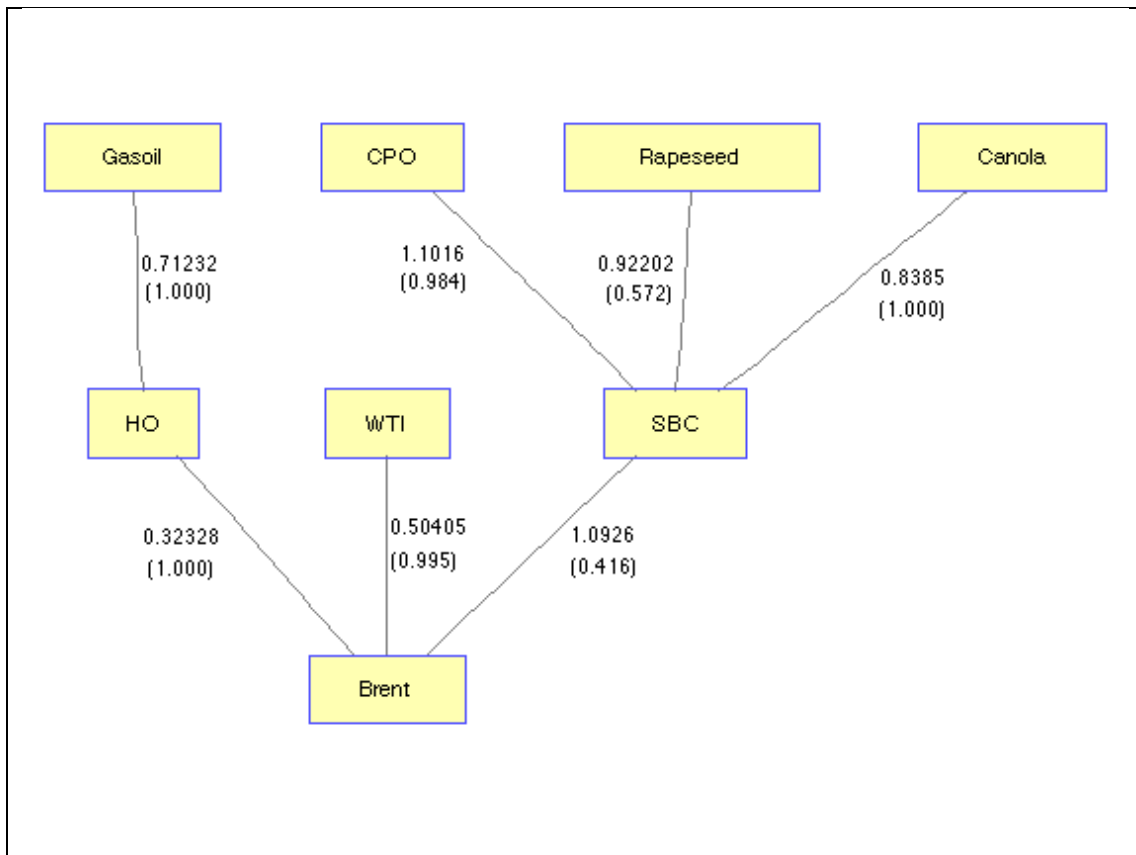 Gasoil
CPO
Rapeseed
Canola
0.71232
(1.000)
1.1016
(0.984)
0.92202
(0.572)
0.8385
(1.000)
HO
WTI
SBC
0.32328
(1.000)
0.50405
(0.995)
1.0926
(0.416)
Brent